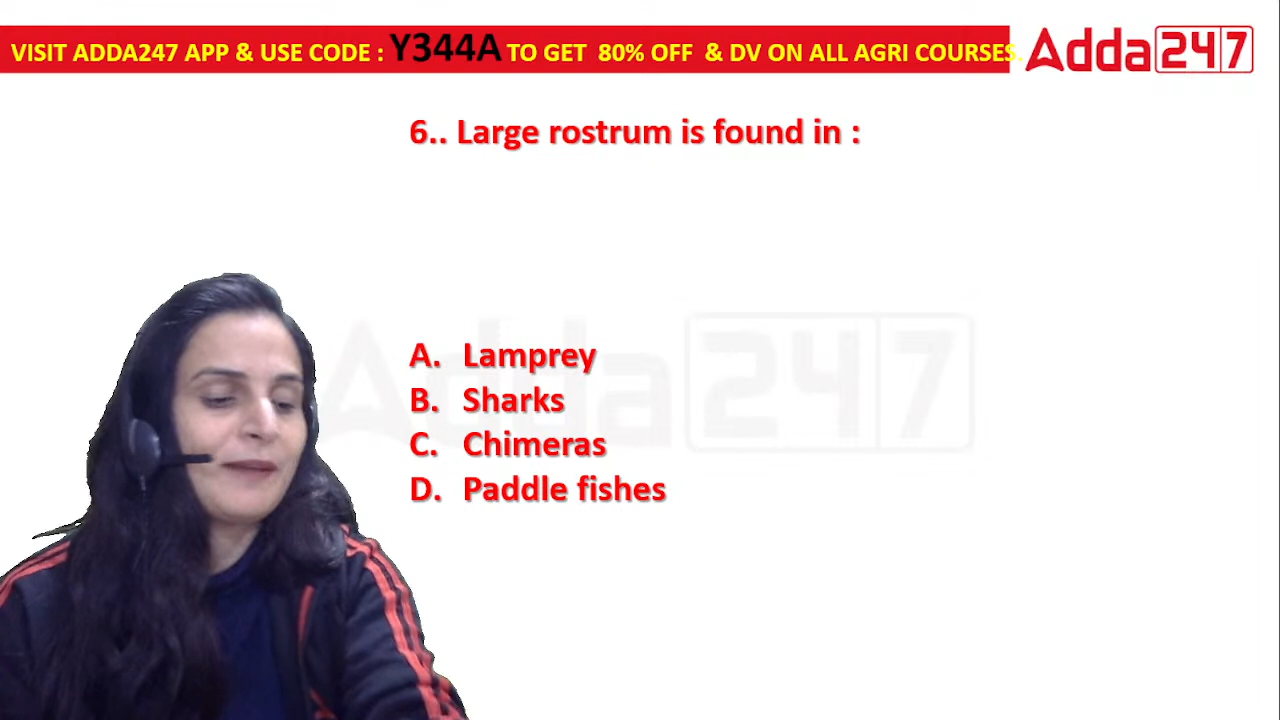 VISIT ADDA247 APP & USE CODE : Y344A TO GET 80% OFF & DV ON ALL AGRI COURSES.
Adda247
6.. Large rostrum is found in :
Adda247
A. Lamprey
B. Sharks
C. Chimeras
D. Paddle fishes